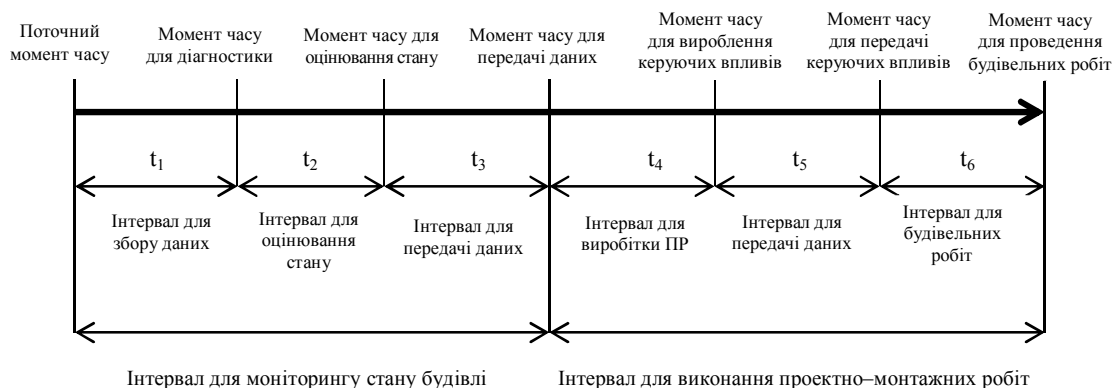 Поточний
момент часу
Момент часу
для діагностики
Момент часу для
оцінювання стану
Момент часу для
передачі даних
Момент часу
для вироблення
керуючих впливів
Момент часу
для передачі
керуючих впливів
Момент часу
для проведення
будівельних робіт
t₁
t₂
t₃
t₄
t₅
t₆
Інтервал для
збору даних
Інтервал для
оцінювання
стану
Інтервал для
передачі даних
Інтервал для
виробітки ПР
Інтервал для
передачі даних
Інтервал для
будівельних
робіт
Інтервал для моніторингу стану будівлі
Інтервал для виконання проектно–монтажних робіт